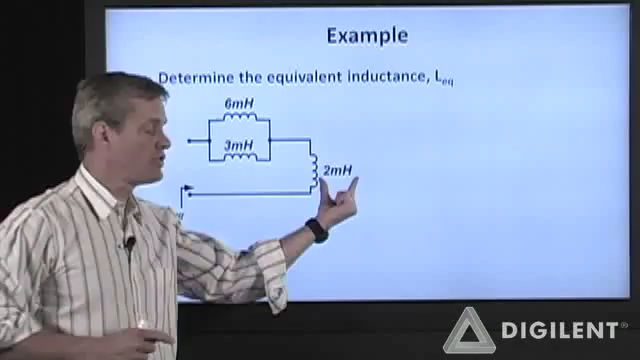 Example
Determine the equivalent inductance, Leq
6mH
3mH
2mH
DIGILENT®